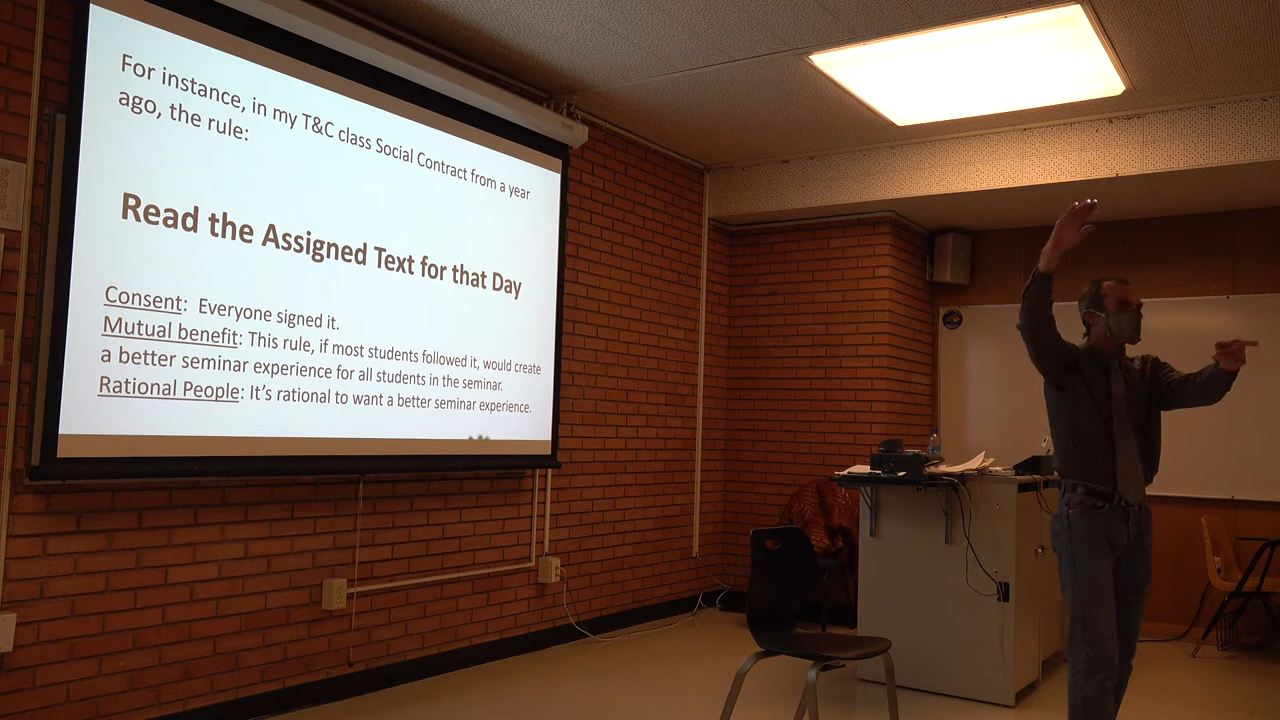 For instance, in my T&C class Social Contract from a year
ago, the rule:
Read the Assigned Text for that Day
Consent: Everyone signed it.
Mutual benefit: This rule, if most students followed it, would create
a better seminar experience for all students in the seminar.
Rational People: It's rational to want a better seminar experience.